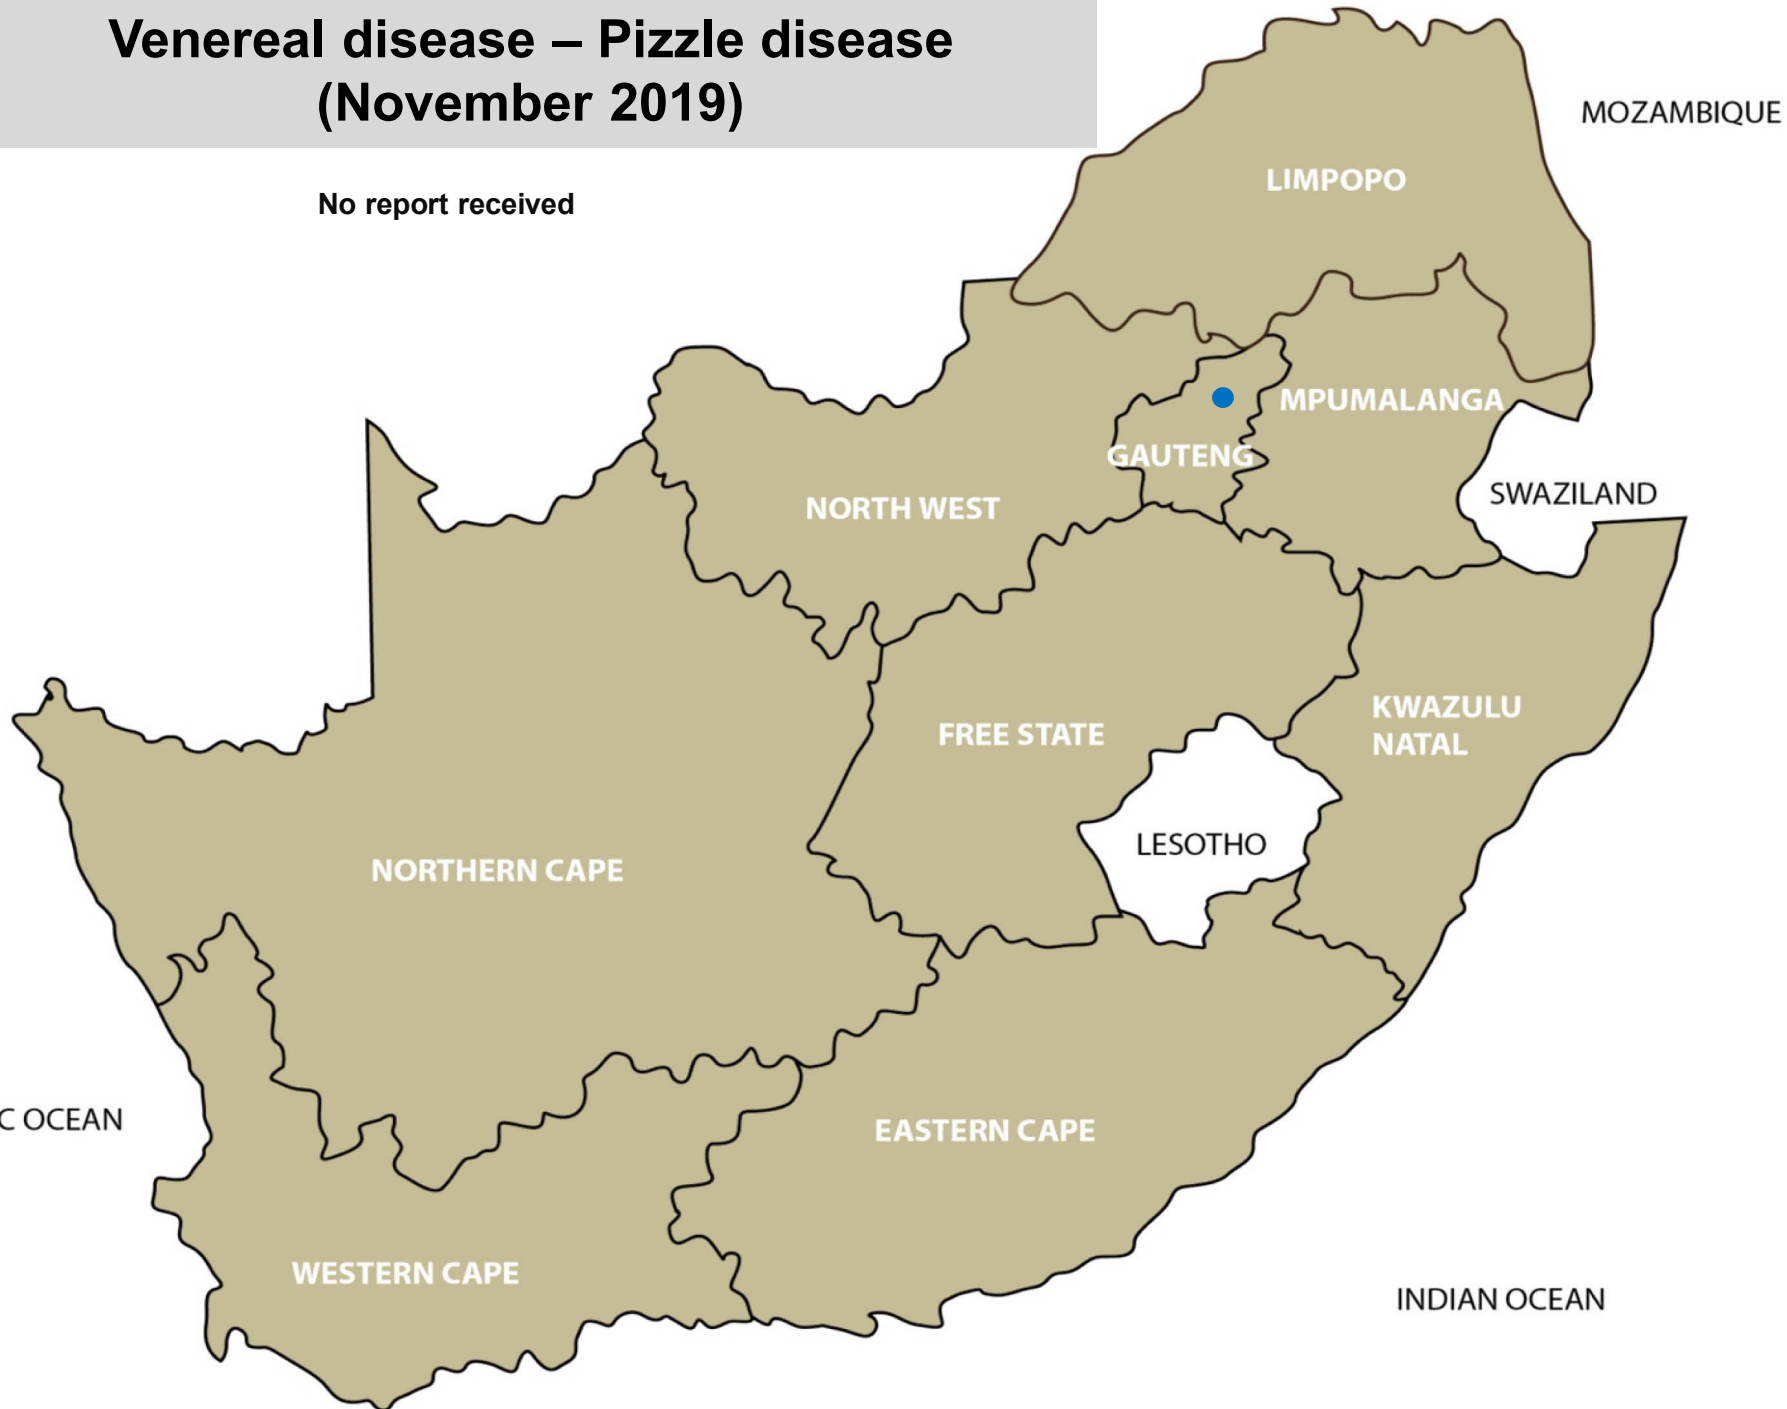 Venereal disease – Pizzle disease
(November 2019)
No report received
MOZAMBIQUE
LIMPOPO
MPUMALANGA
GAUTENG
SWAZILAND
NORTH WEST
KWAZULU
NATAL
FREE STATE
LESOTHO
NORTHERN CAPE
C OCEAN
EASTERN CAPE
WESTERN CAPE
INDIAN OCEAN